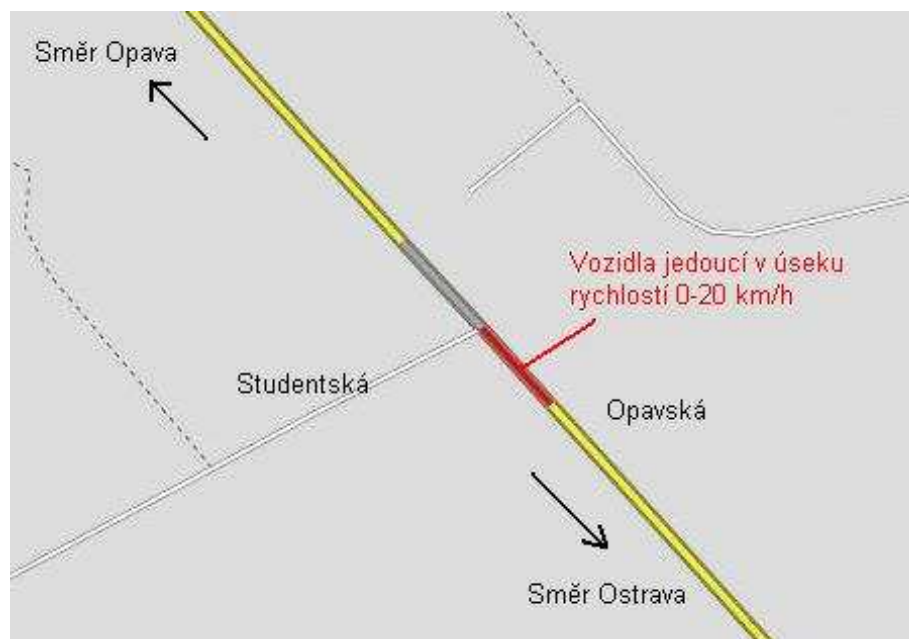 Směr Opava
Vozidla jedoucí v úseku
rychlostí 0-20 km/h
Studentská
Opavská
Směr Ostrava